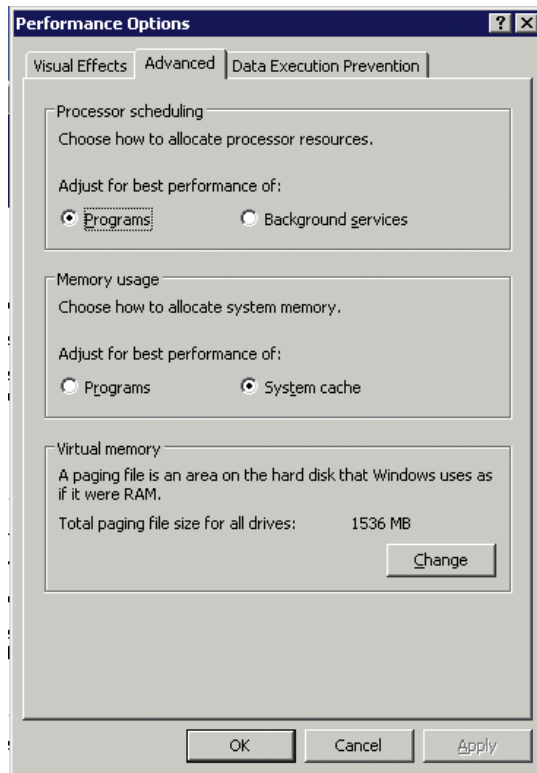 Performance Options
Visual Effects Advanced Data Execution Prevention
Processor scheduling
Choose how to allocate processor resources.
Adjust for best performance of:
Programs Background services
Memory usage
Choose how to allocate system memory.
Adjust for best performance of:
Programs System cache
Virtual memory
A paging file is an area on the hard disk that Windows uses as
if it were RAM.
Total paging file size for all drives: 1536 MB
Change
OK Cancel Apply